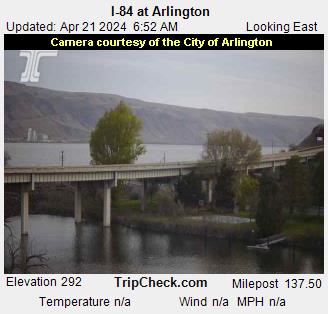 I-84 at Arlington
Updated: Apr 21 2024 6:52 AM Looking East
Camera courtesy of the City of Arlington
Elevation 292 TripCheck.com Milepost 137.50
Temperature n/a Wind n/a MPH n/a